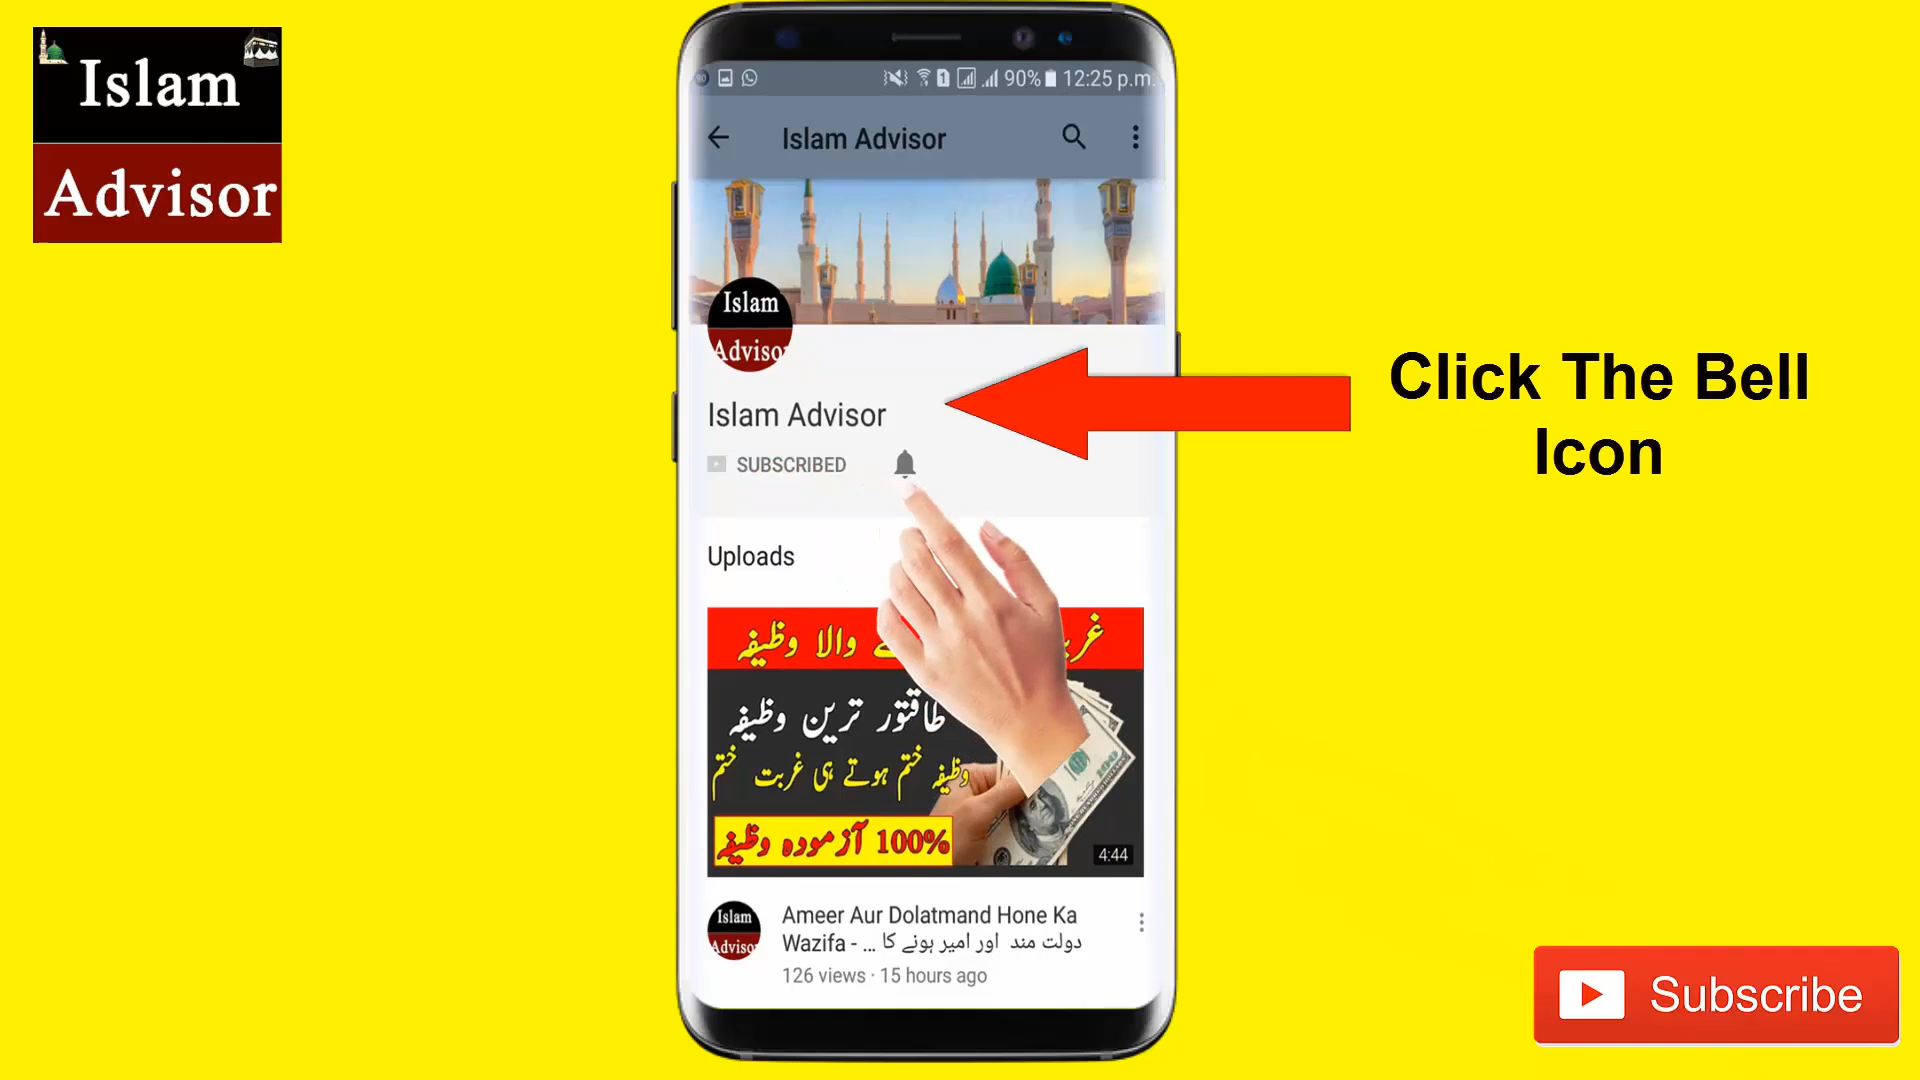 Islam
Advisor
90% 12:25 p.m.
Islam Advisor
Islam
Advisor
Islam Advisor
SUBSCRIBED
Click The Bell
Icon
Uploads
والا وظیفہ
طاقتور ترین وظیفہ
وظیفہ ختم ہوتے ہی غربت ختم
100% آزمودہ وظیفہ
4:44
Islam
Advisor
Ameer Aur Dolatmand Hone Ka
Wazifa - ... دولت مند اور امیر ہونے کا
126 views · 15 hours ago
Subscribe